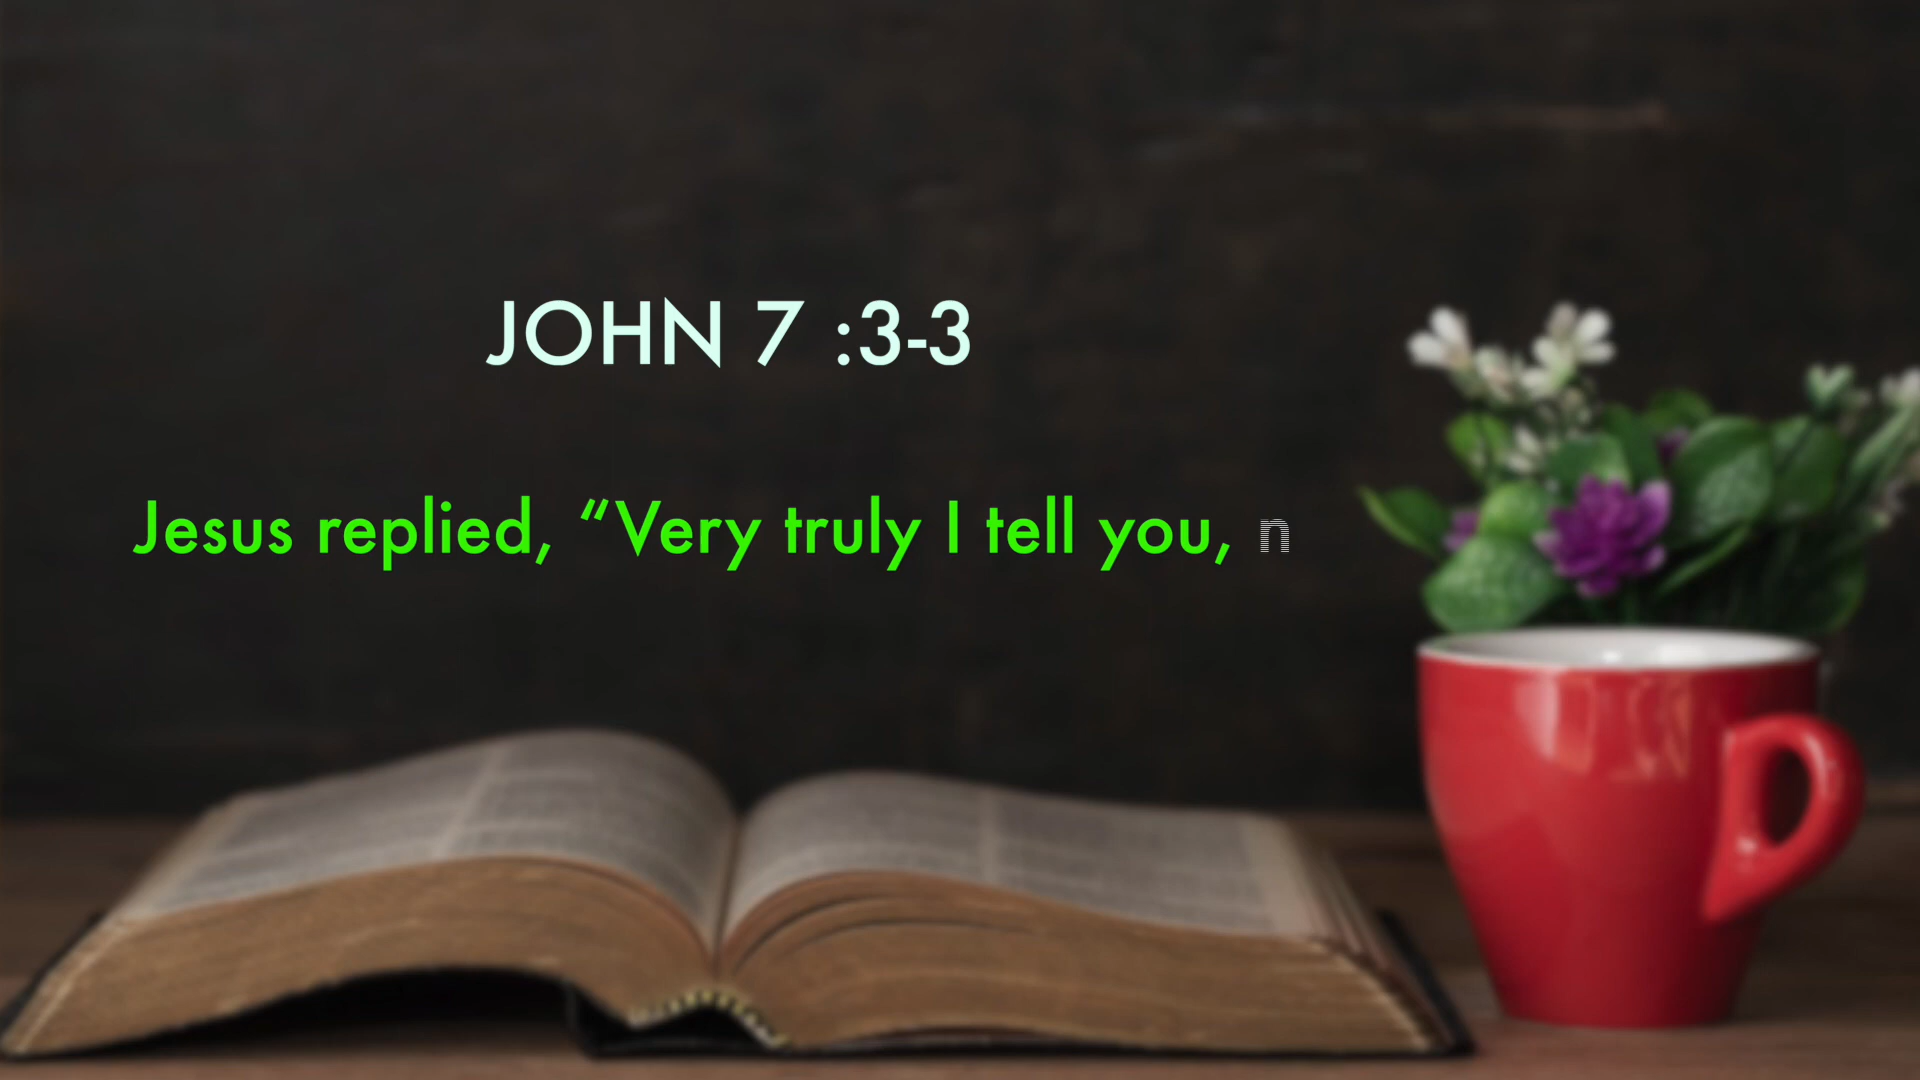 JOHN 7 :3-3
Jesus replied, “Very truly I tell you, n